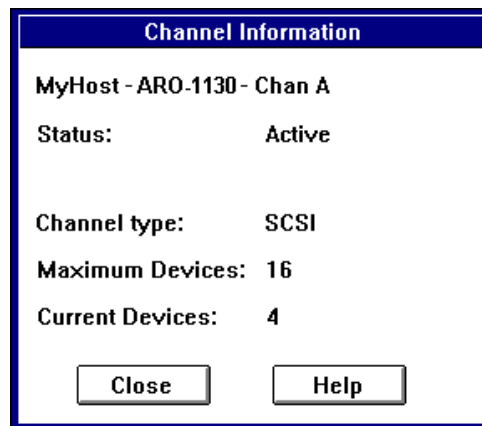 Channel Information
MyHost - ARO-1130 - Chan A
Status: Active
Channel type: SCSI
Maximum Devices: 16
Current Devices: 4
Close Help